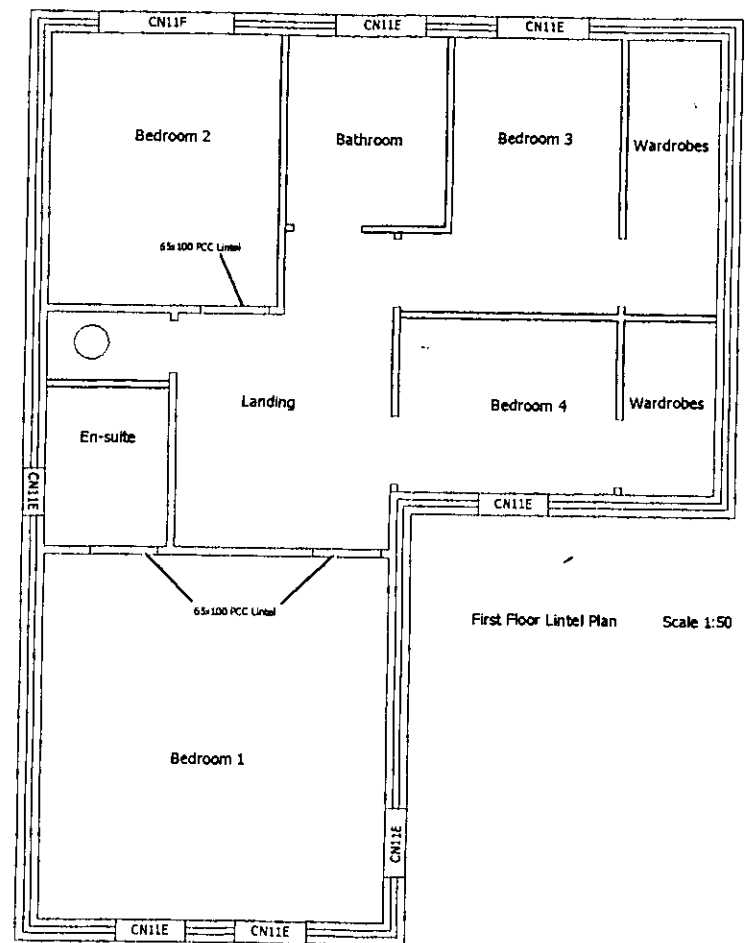 CN11F
CN11E
CN11E
Bedroom 2
Bathroom
Bedroom 3
Wardrobes
65x100 PCC Lintel
Landing
Bedroom 4
Wardrobes
En-suite
CN11E
CN11E
65x100 PCC Lintel
First Floor Lintel Plan Scale 1:50
Bedroom 1
CN11E
CN11E
CN11E